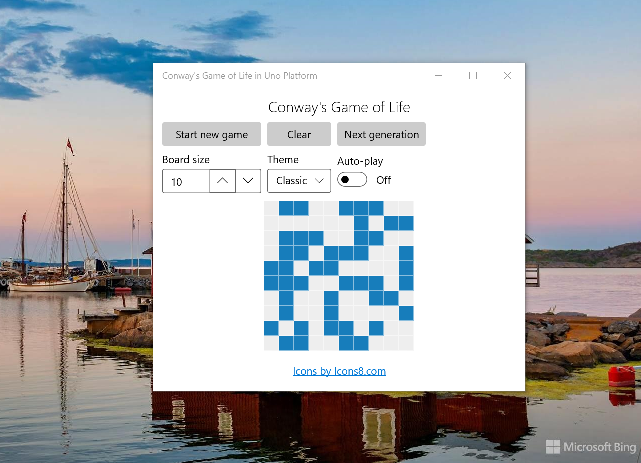 Conway's Game of Life in Uno Platform
Conway's Game of Life
Start new game
Clear
Next generation
Board size
Theme
Auto-play
10
Classic
Off
Icons by Icons8.com
Microsoft Bing